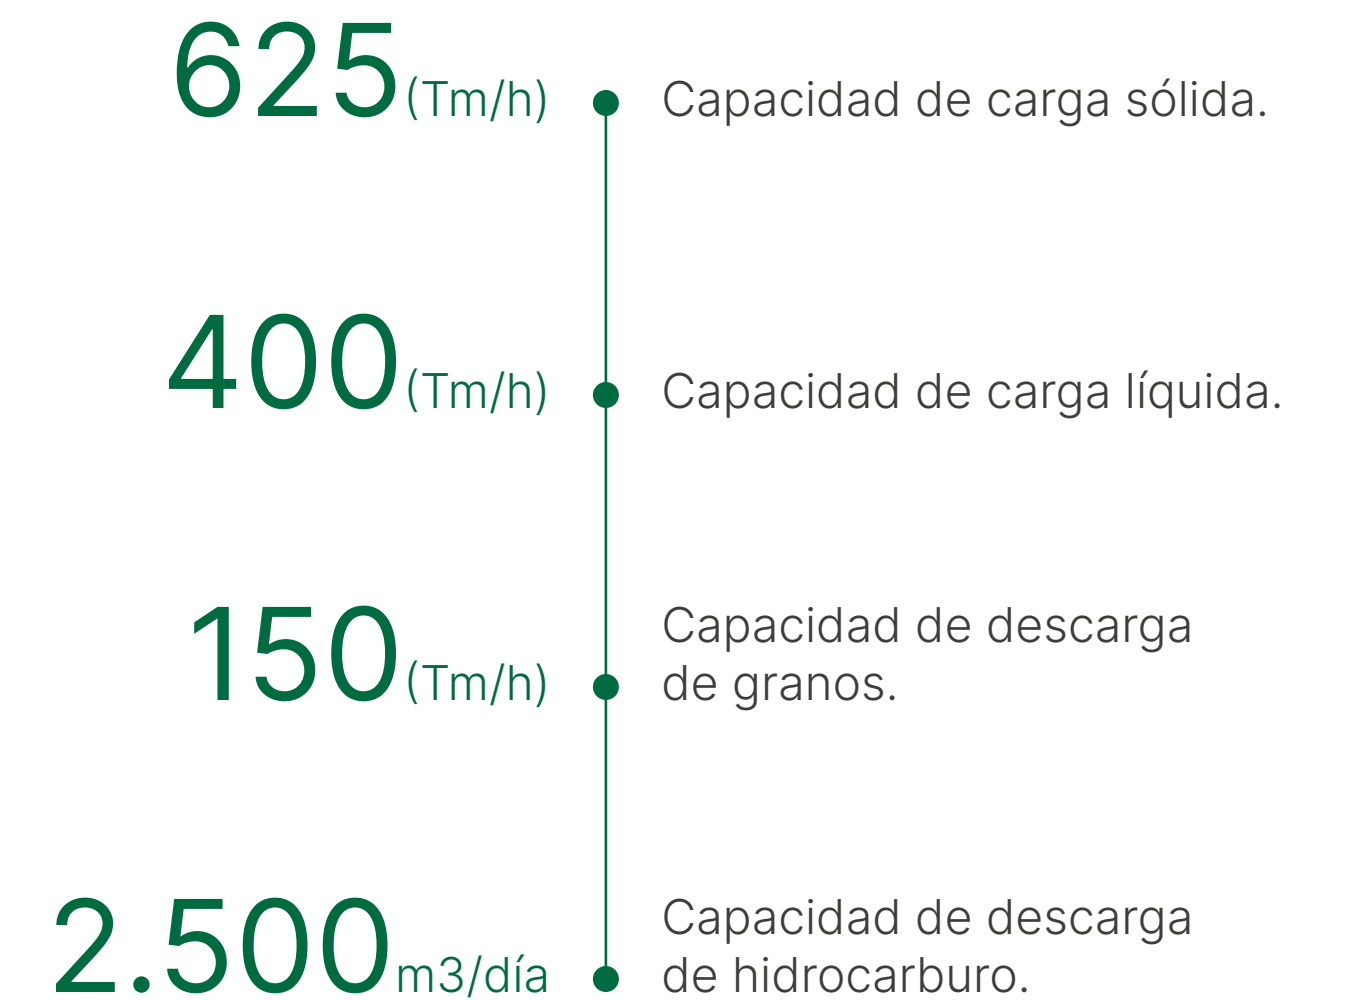 625(Tm/h) Capacidad de carga sólida.
400(Tm/h) Capacidad de carga líquida.
150(Tm/h) Capacidad de descarga
de granos.
2.500m3/día Capacidad de descarga
de hidrocarburo.